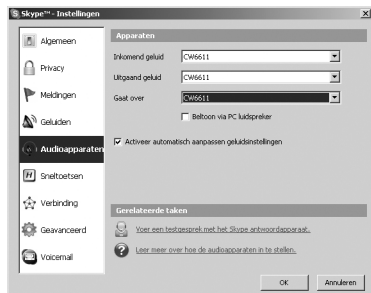 Skype™ - Instellingen
Algemeen
Privacy
Meldingen
Geluiden
Audioapparaten
Sneltoetsen
Verbinding
Geavanceerd
Voicemail
Apparaten
Inkomend geluid CW6611
Uitgaand geluid CW6611
Gaat over CW6611
Beltoon via PC luidspreker
Activeer automatisch aanpassen geluidsinstellingen
Gerelateerde taken
Voer een testgesprek met het Skype antwoordapparaat.
Leer meer over hoe de audioapparaten in te stellen.
OK Annuleren